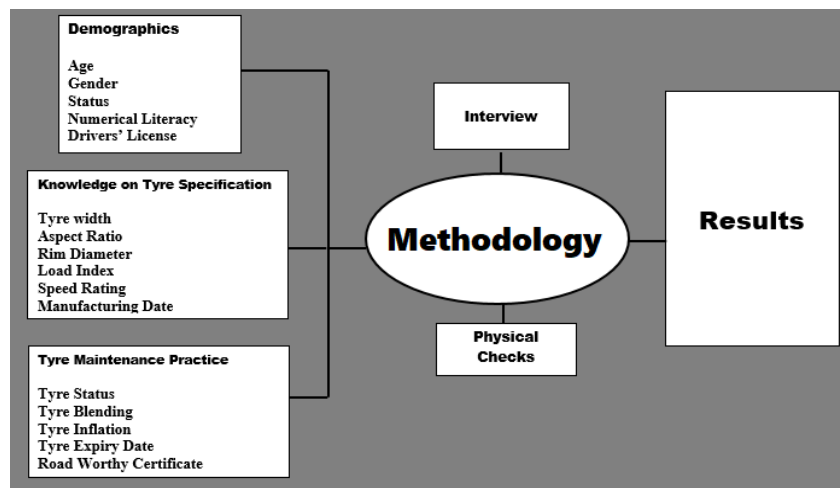 Demographics
Age
Gender
Status
Numerical Literacy
Drivers' License
Knowledge on Tyre Specification
Tyre width
Aspect Ratio
Rim Diameter
Load Index
Speed Rating
Manufacturing Date
Tyre Maintenance Practice
Tyre Status
Tyre Blending
Tyre Inflation
Tyre Expiry Date
Road Worthy Certificate
Interview
Methodology
Physical
Checks
Results